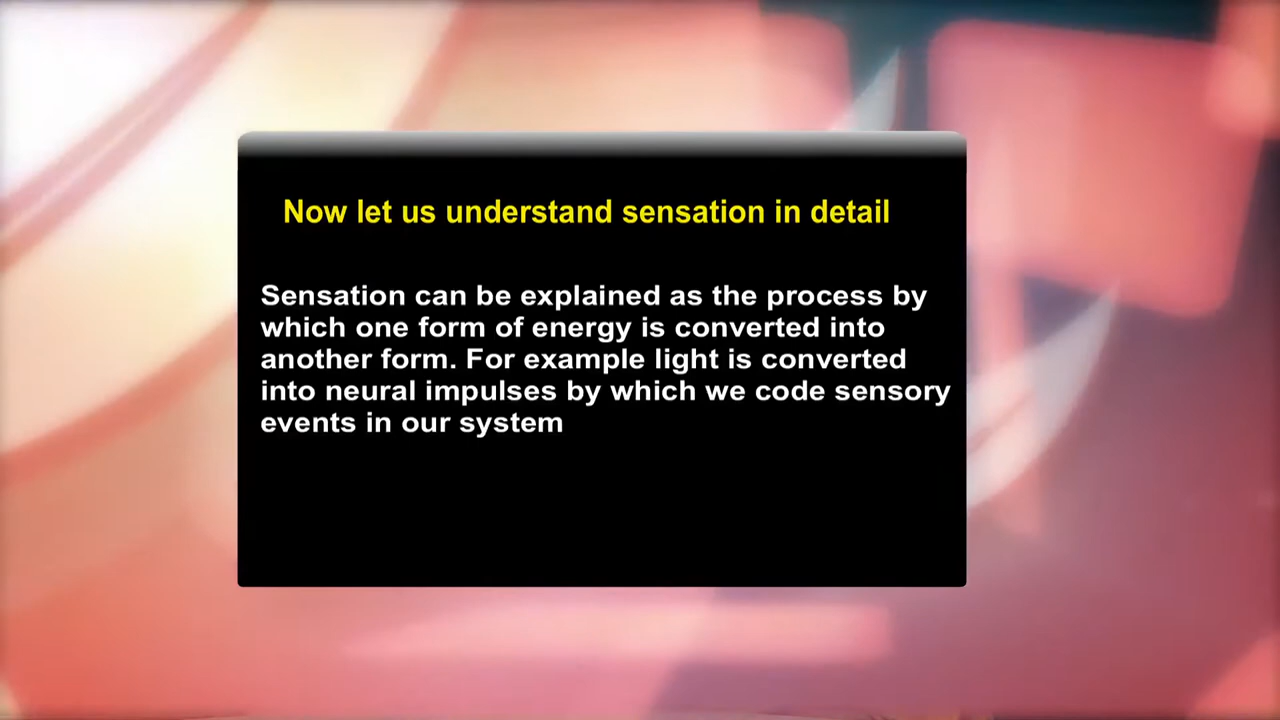 Now let us understand sensation in detail
Sensation can be explained as the process by
which one form of energy is converted into
another form. For example light is converted
into neural impulses by which we code sensory
events in our system